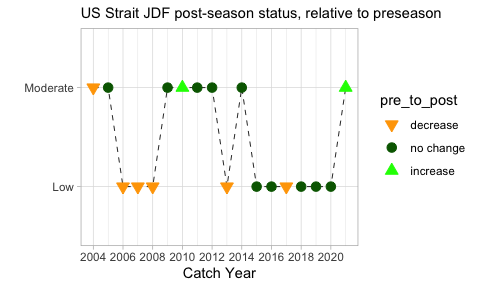 US Strait JDF post-season status, relative to preseason
Moderate
Low
2004 2006 2008 2010 2012 2014 2016 2018 2020
Catch Year
pre_to_post
decrease
no change
increase